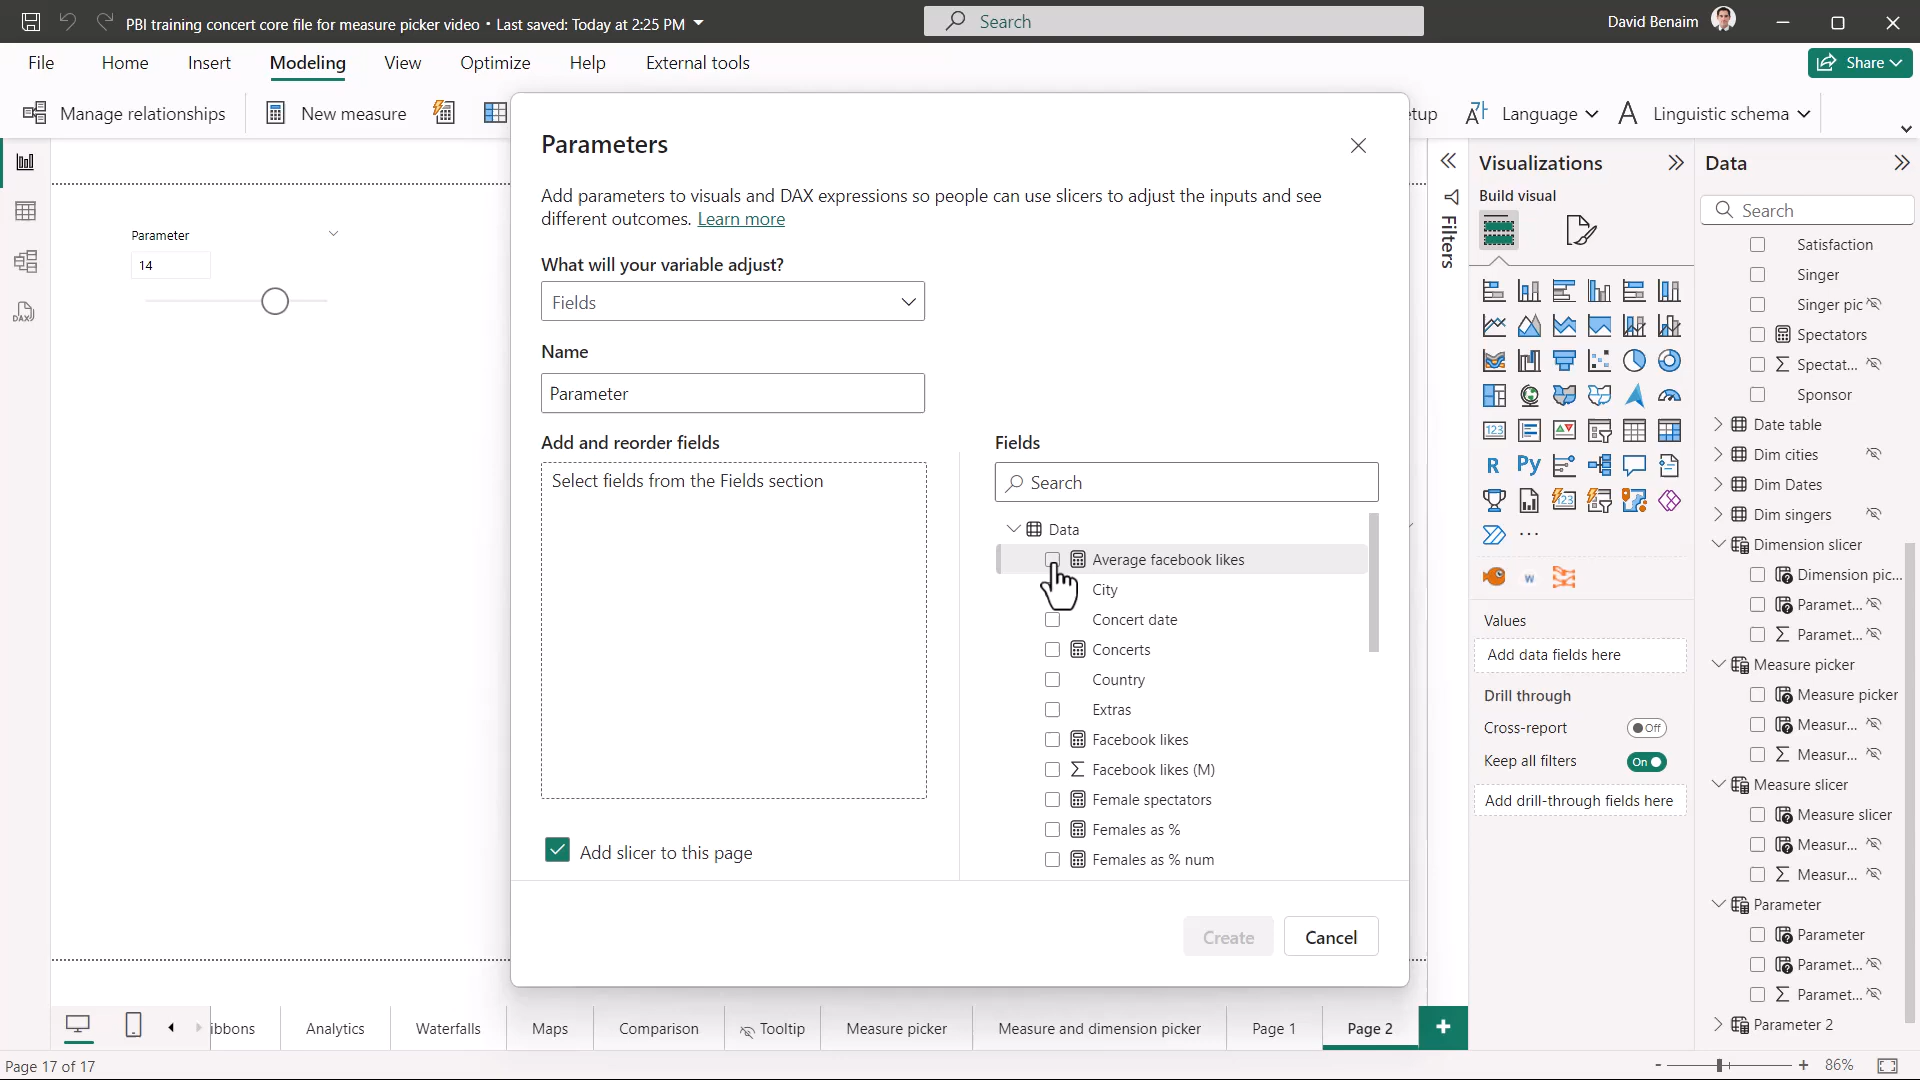 PBI training concert core file for measure picker video • Last saved: Today at 2:25 PM
Search
David Benaim
File
Home
Insert
Modeling
View
Optimize
Help
External tools
Share
Manage relationships
New measure
etup
Language
Linguistic schema
Parameter
14
Parameters
Add parameters to visuals and DAX expressions so people can use slicers to adjust the inputs and see
different outcomes. Learn more
What will your variable adjust?
Fields
Name
Parameter
Add and reorder fields
Select fields from the Fields section
Add slicer to this page
Fields
Search
Data
Average facebook likes
City
Concert date
Concerts
Country
Extras
Facebook likes
Facebook likes (M)
Female spectators
Females as %
Females as % num
Create
Cancel
Filters
Visualizations
Build visual
123
R
Py
Values
Add data fields here
Drill through
Cross-report
Off
Keep all filters
On
Add drill-through fields here
Data
Search
Satisfaction
Singer
Singer pic
Spectators
Spectat...
Sponsor
Date table
Dim cities
Dim Dates
Dim singers
Dimension slicer
Dimension pic...
Paramet...
Paramet...
Measure picker
Measure picker
Measur...
Measur...
Measure slicer
Measure slicer
Measur...
Measur...
Parameter
Parameter
Paramet...
Paramet...
Parameter 2
DAX
ibbons
Analytics
Waterfalls
Maps
Comparison
Tooltip
Measure picker
Measure and dimension picker
Page 1
Page 2
Page 17 of 17
86%